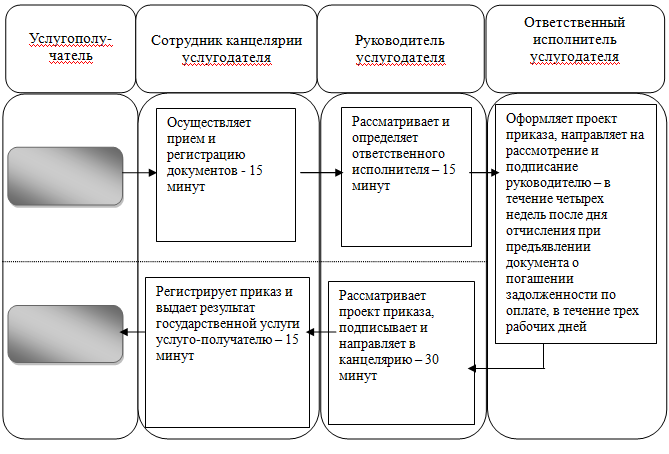 Услугополу-
чатель
Сотрудник канцелярии
услугодателя
Руководитель
услугодателя
Ответственный
исполнитель
услугодателя
Осуществляет
прием и
регистрацию
документов - 15
минут
Рассматривает и
определяет
ответственного
исполнителя – 15
минут
Оформляет проект
приказа, направляет на
рассмотрение и
подписание
руководителю – в
течение четырех
недель после дня
отчисления при
предъявлении
документа о
погашении
задолженности по
оплате, в течение трех
рабочих дней
Рассматривает
проект приказа,
подписывает и
направляет в
канцелярию – 30
минут
Регистрирует приказ и
выдает результат
государственной услуги
услуго-получателю – 15
минут